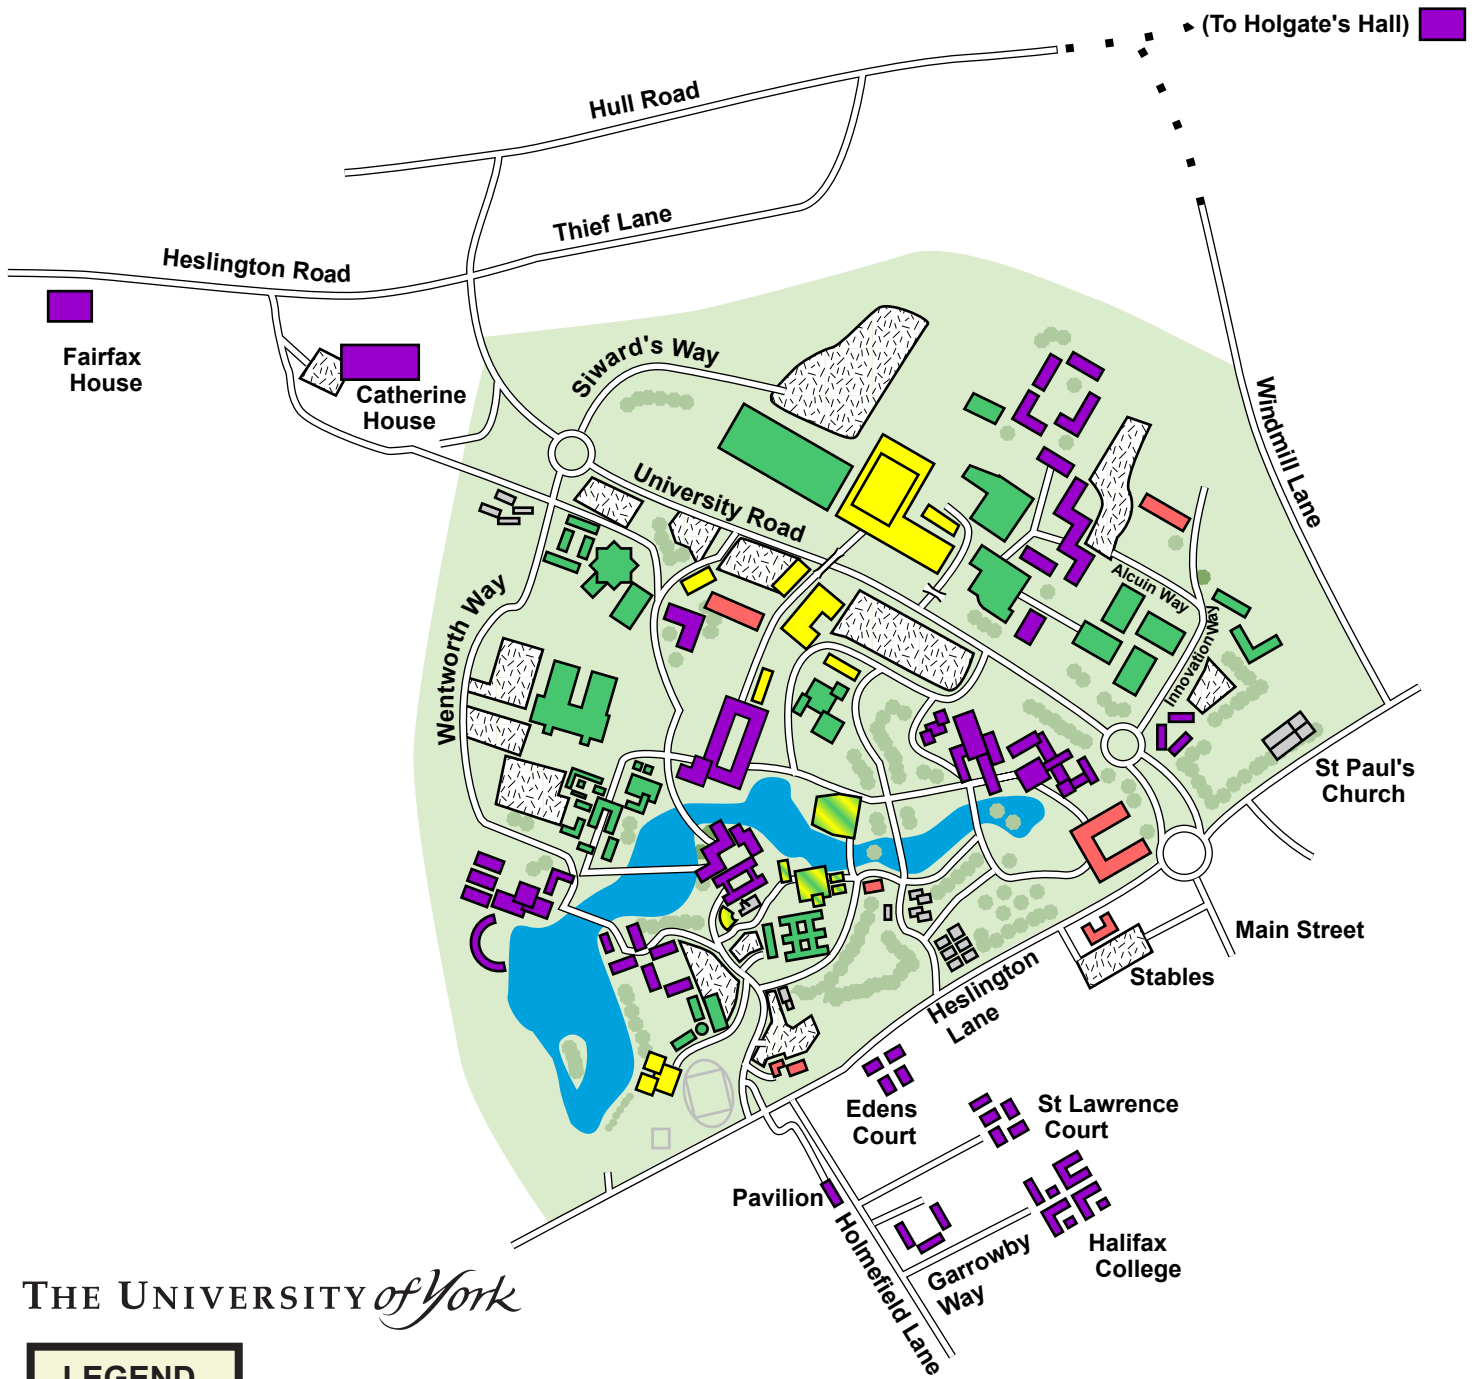 (To Holgate's Hall)
Hull Road
Thief Lane
Heslington Road
Fairfax
House
Catherine
House
Siward's Way
University Road
Windmill Lane
Alcuin Way
Innovation Way
Wentworth Way
St Paul's
Church
Main Street
Stables
Heslington
Lane
Edens
Court
St Lawrence
Court
Pavilion
Holmefield Lane
Garrowby
Way
Halifax
College
THE UNIVERSITY of York
LEGEND